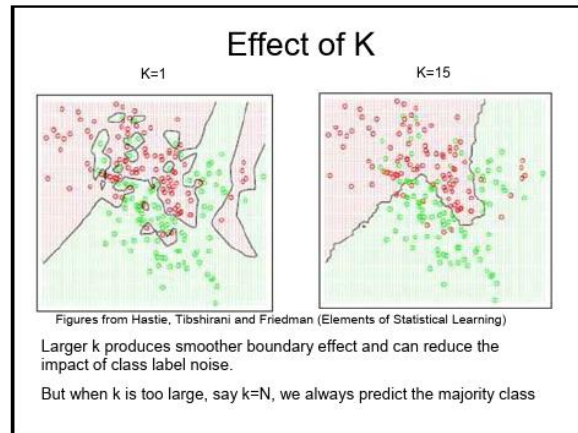 Effect of K
K=1
K=15
Figures from Hastie, Tibshirani and Friedman (Elements of Statistical Learning)
Larger k produces smoother boundary effect and can reduce the
impact of class label noise.
But when k is too large, say k=N, we always predict the majority class